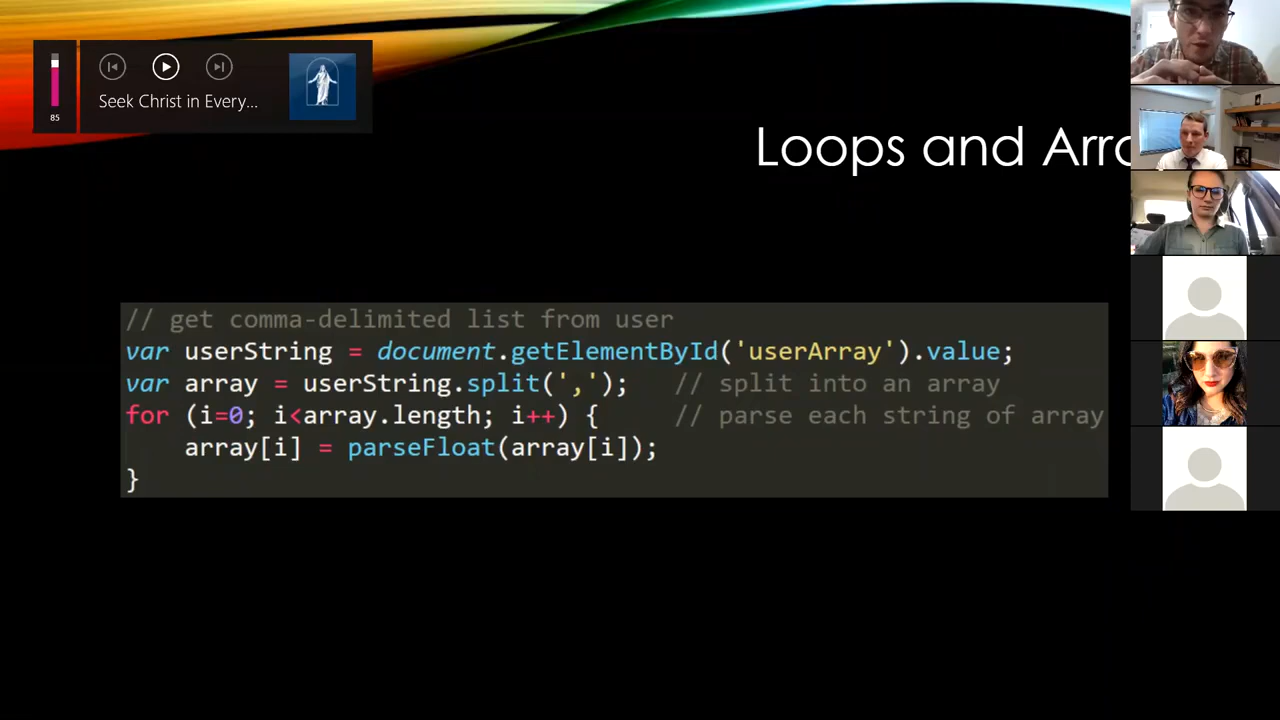 Seek Christ in Every...
85
Loops and Arr
// get comma-delimited list from user
var userString = document.getElementById('userArray').value;
var array = userString.split(','); // split into an array
for (i=0; i<array.length; i++) { // parse each string of array
array[i] = parseFloat(array[i]);
}